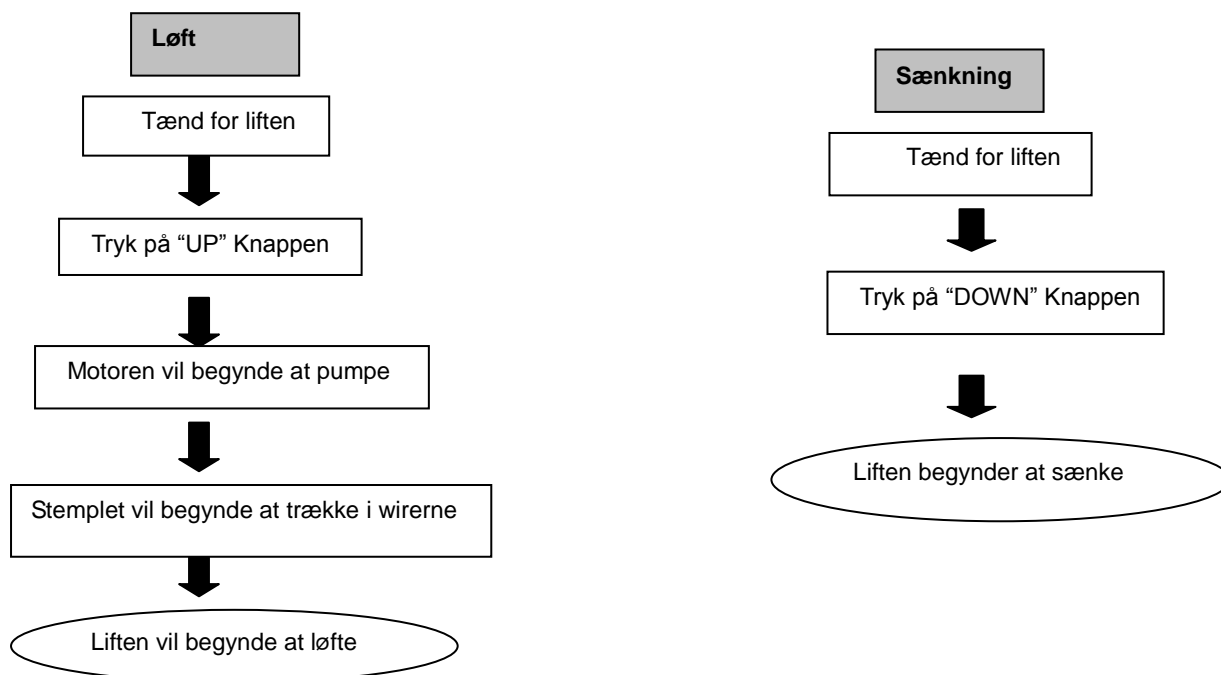 Løft
Tænd for liften
Tryk på “UP” Knappen
Motoren vil begynde at pumpe
Stemplet vil begynde at trække i wirerne
Liften vil begynde at løfte
Sænkning
Tænd for liften
Tryk på “DOWN” Knappen
Liften begynder at sænke